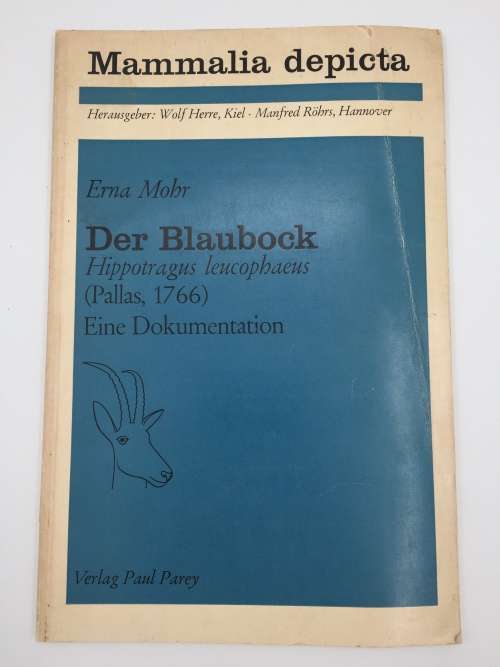 Mammalia depicta
Herausgeber: Wolf Herre, Kiel · Manfred Röhrs, Hannover
Erna Mohr
Der Blaubock
Hippotragus leucophaeus
(Pallas, 1766)
Eine Dokumentation
Verlag Paul Parey